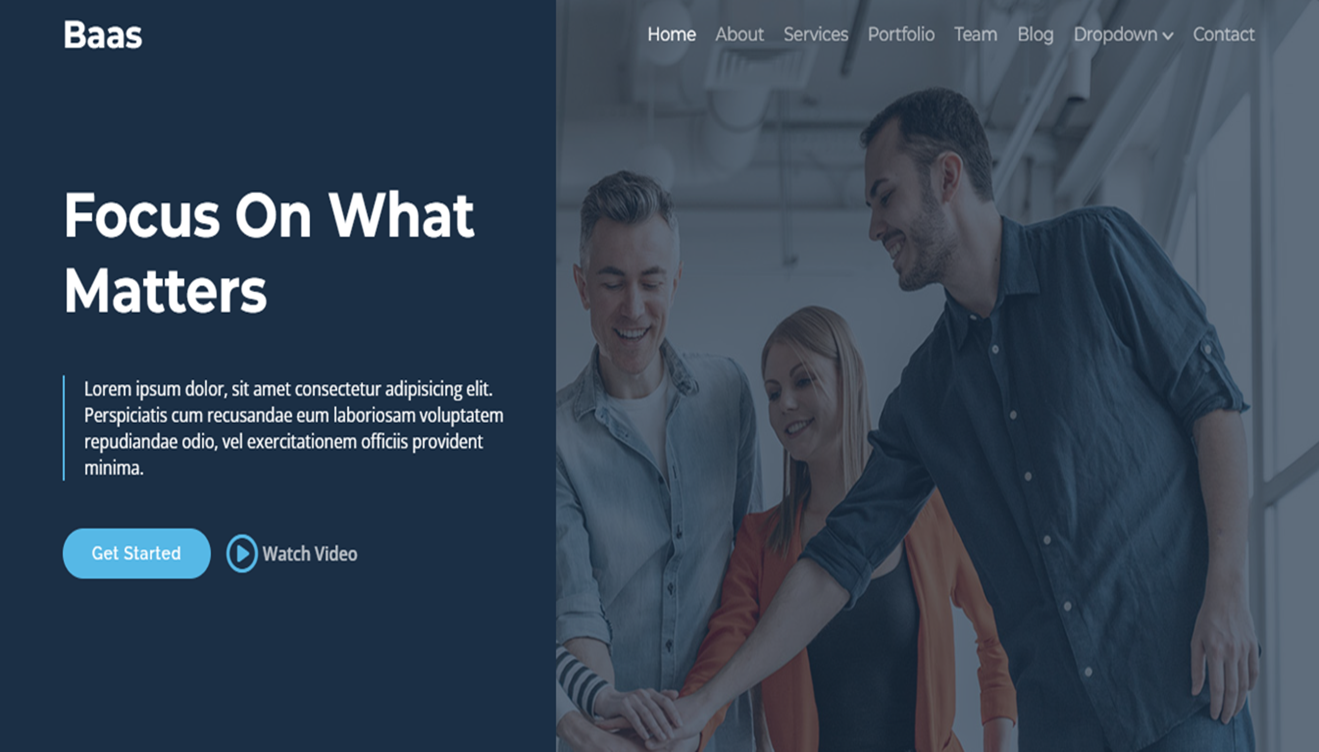 Baas
Home About Services Portfolio Team Blog Dropdown Contact
Focus On What
Matters
Lorem ipsum dolor, sit amet consectetur adipisicing elit.
Perspiciatis cum recusandae eum laboriosam voluptatem
repudiandae odio, vel exercitationem officiis provident
minima.
Get Started Watch Video